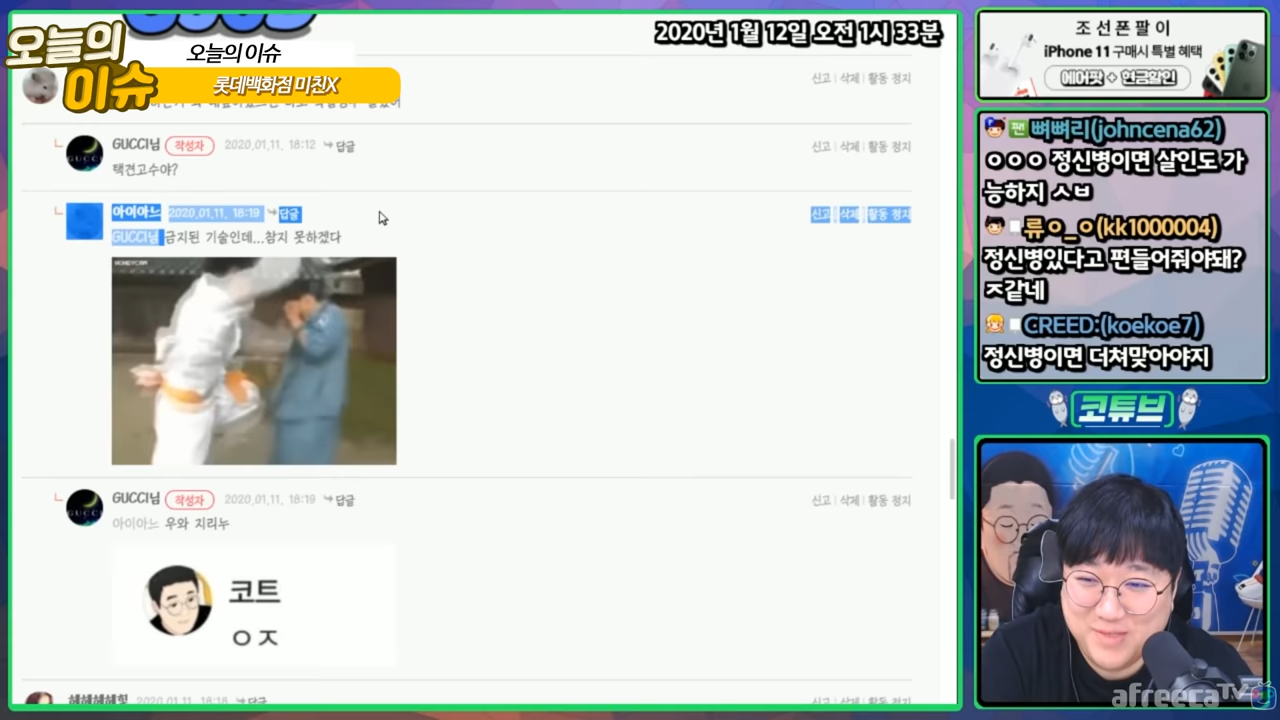 오늘의
이슈
오늘의 이슈
롯데백화점 미친X
2020년 1월 12일 오전 1시 33분
신고 | 삭제 | 활동 정지
GUCCI님 작성자 2020.01.11. 18:12 답글
신고 | 삭제 | 활동 정지
택견고수야?
아이아느 2020.01.11. 18:19 답글
신고 | 삭제 | 활동 정지
GUCCI님 금지된 기술인데...참지 못하겠다
HONEYCAM
GUCCI님 작성자 2020.01.11. 18:19 답글
신고 | 삭제 | 활동 정지
아이아느 우와 지리누
코트
ㅇㅈ
2020.01.11. 18:18 답글
신고 | 삭제 | 활동 정지
조선폰팔이
iPhone 11 구매시 특별 혜택
에어팟 + 현금할인
팬 뼈뼈리(johncena62)
ㅇㅇㅇ 정신병이면 살인도 가
능하지 ㅅㅂ
류ㅇ_ㅇ(kk1000004)
정신병있다고 편들어줘야돼?
ㅈ같네
CREED:(koekoe7)
정신병이면 더쳐맞아야지
코튜브
GUCCI
GUCCI
afreecaTV